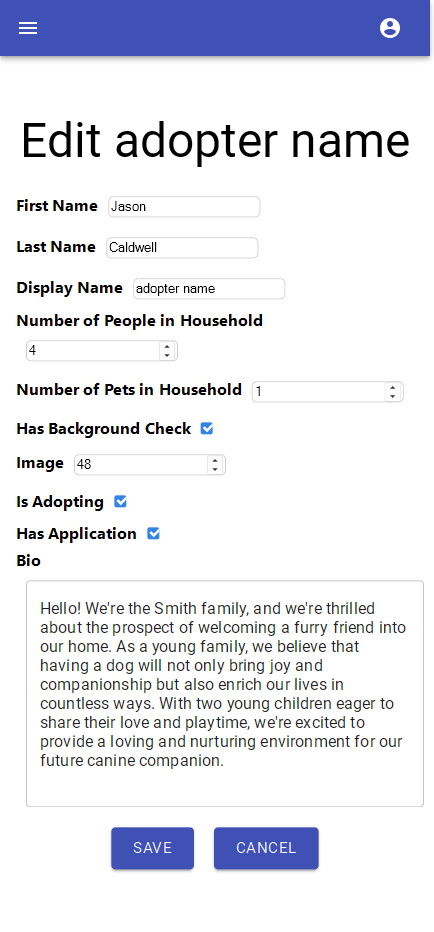 Edit adopter name
First Name Jason
Last Name Caldwell
Display Name adopter name
Number of People in Household
4
Number of Pets in Household 1
Has Background Check
Image 48
Is Adopting
Has Application
Bio
Hello! We're the Smith family, and we're thrilled
about the prospect of welcoming a furry friend into
our home. As a young family, we believe that
having a dog will not only bring joy and
companionship but also enrich our lives in
countless ways. With two young children eager to
share their love and playtime, we're excited to
provide a loving and nurturing environment for our
future canine companion.
SAVE CANCEL